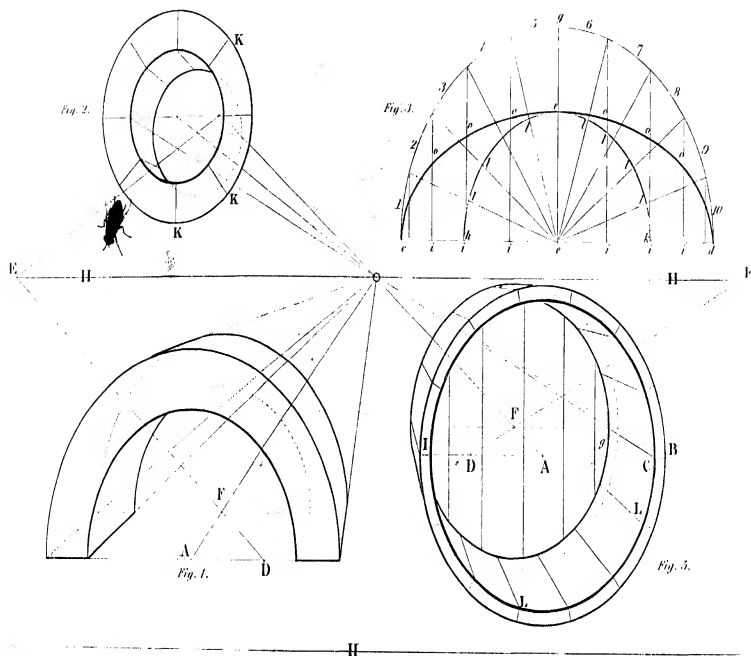 K
Fig. 2.
K
K
5 g 6
4 7
Fig. 3.
3 8
o e o
o o
2 o o 9
l l l l
l l
l l
1 10
c i i h i e i i k i d
E H O H E
F
I D A g C B
L
L
F
A D
Fig. 1.
Fig. 5.
H